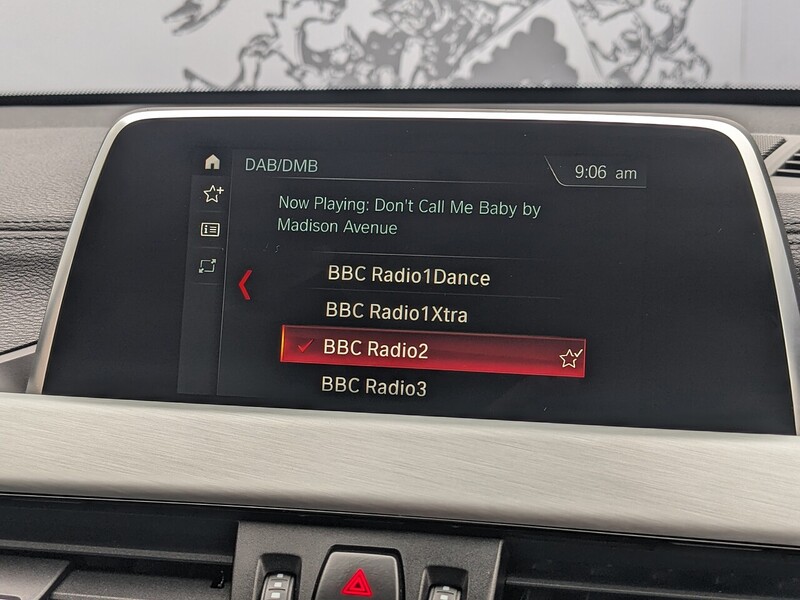 DAB/DMB
9:06 am
Now Playing: Don't Call Me Baby by
Madison Avenue
BBC Radio1Dance
BBC Radio1Xtra
BBC Radio2
BBC Radio3